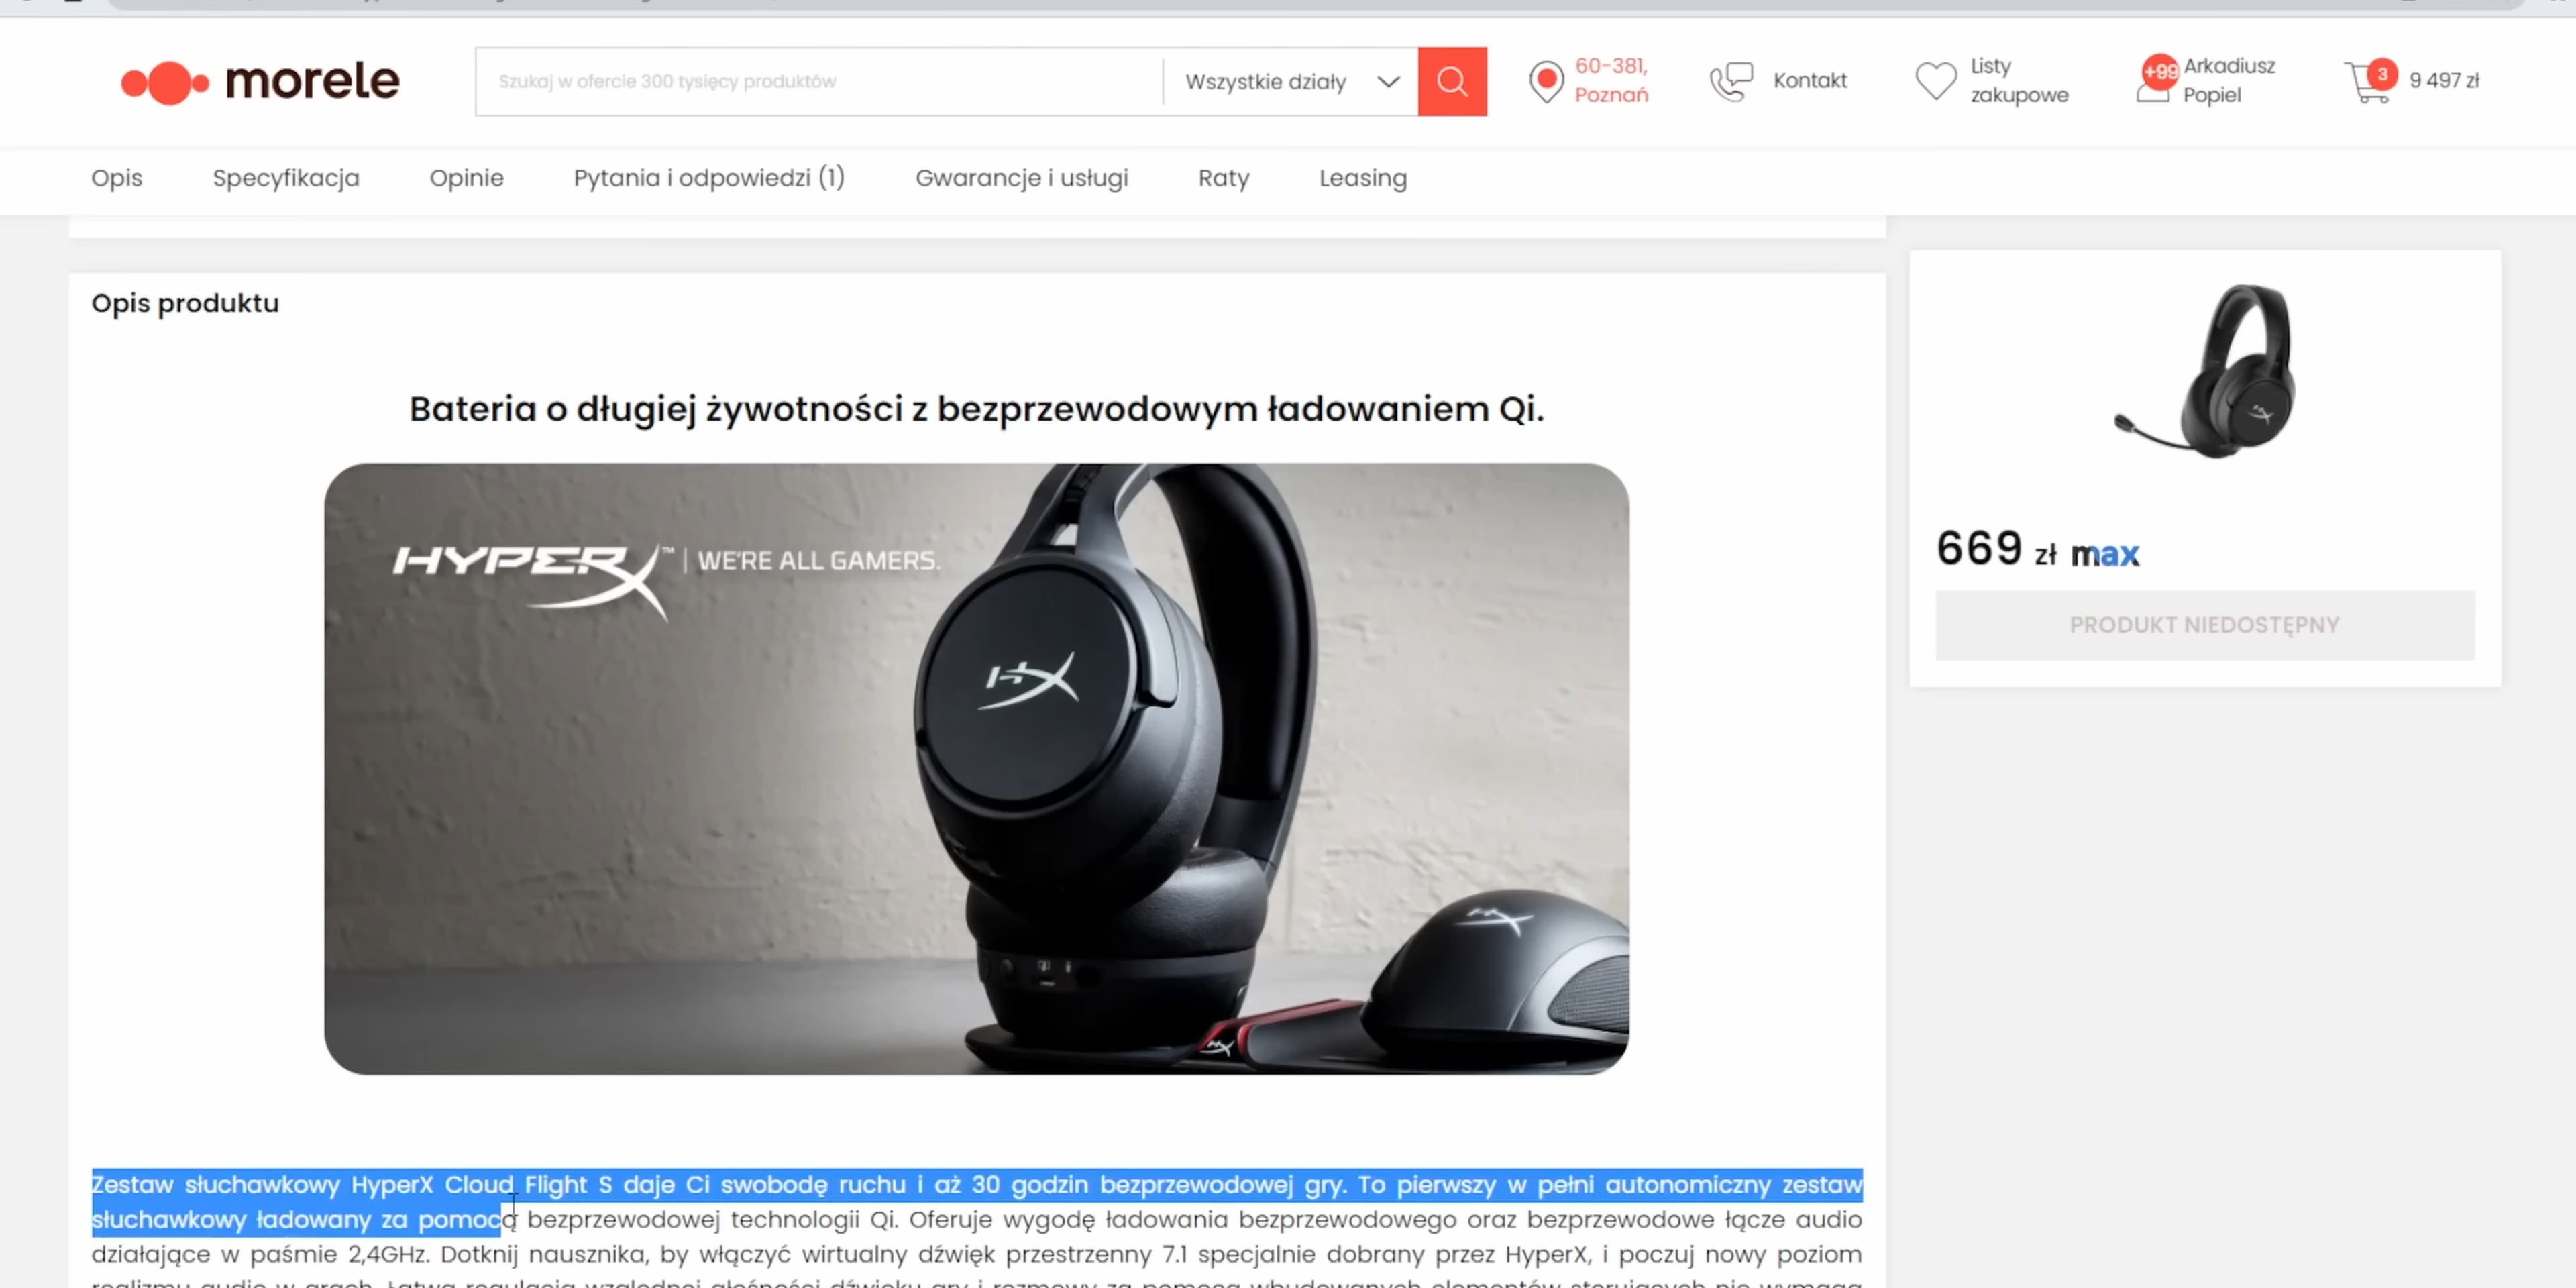 morele
Szukaj w ofercie 300 tysięcy produktów
Wszystkie działy
60-381,
Poznań
Kontakt
Listy
zakupowe
+99
Arkadiusz
Popiel
3
9 497 zł
Opis
Specyfikacja
Opinie
Pytania i odpowiedzi (1)
Gwarancje i usługi
Raty
Leasing
Opis produktu
Bateria o długiej żywotności z bezprzewodowym ładowaniem Qi.
HYPERX™ | WE'RE ALL GAMERS.
HX
HX
HX
669 zł max
PRODUKT NIEDOSTĘPNY
Zestaw słuchawkowy HyperX Cloud Flight S daje Ci swobodę ruchu i aż 30 godzin bezprzewodowej gry. To pierwszy w pełni autonomiczny zestaw
słuchawkowy ładowany za pomocą bezprzewodowej technologii Qi. Oferuje wygodę ładowania bezprzewodowego oraz bezprzewodowe łącze audio
działające w paśmie 2,4GHz. Dotknij nausznika, by włączyć wirtualny dźwięk przestrzenny 7.1 specjalnie dobrany przez HyperX, i poczuj nowy poziom